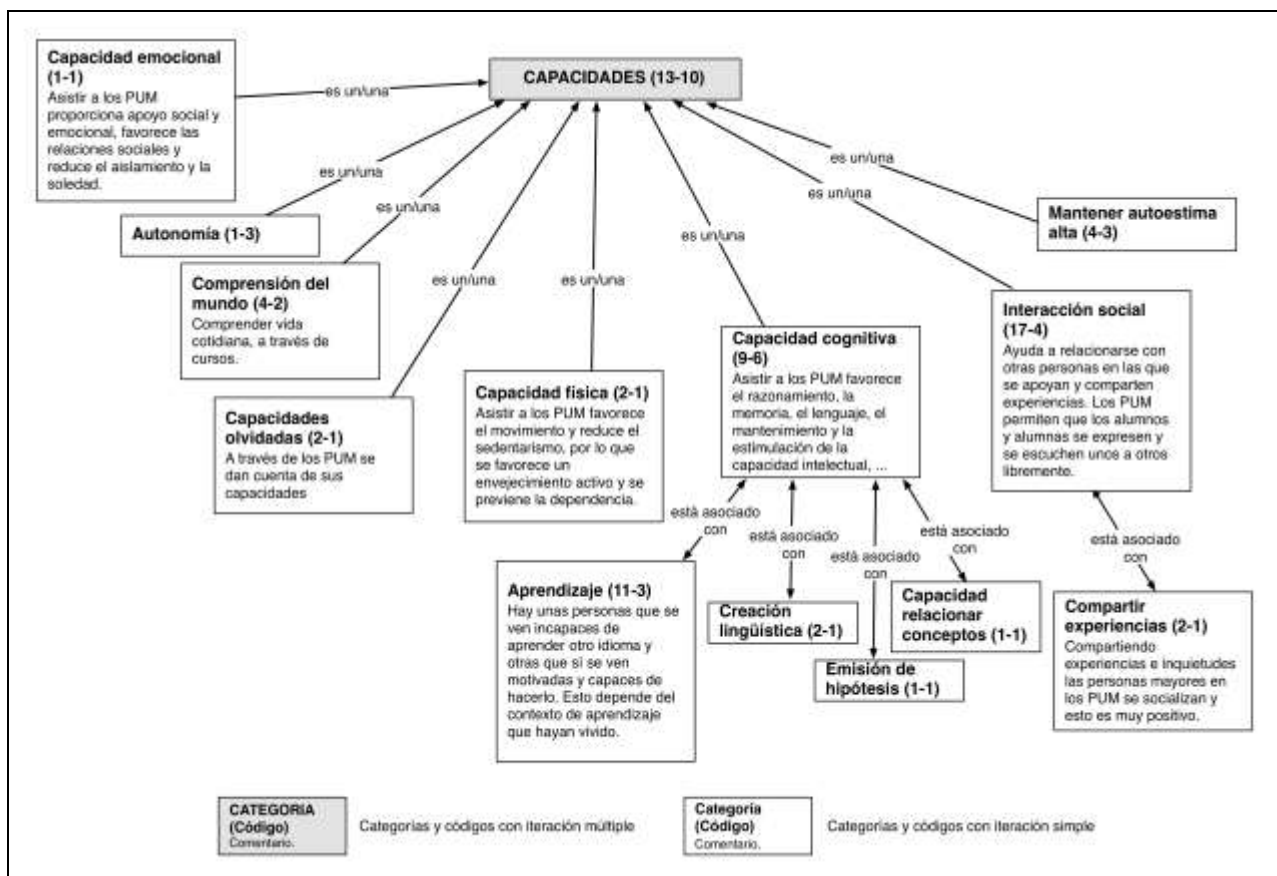 Capacidad emocional
(1-1)
Asistir a los PUM
proporciona apoyo social y
emocional, favorece las
relaciones sociales y
reduce el aislamiento y la
soledad.
CAPACIDADES (13-10)
es un/una
es un/una
es un/una
es un/una
es un/una
es un/una
es un/una
es un/una
Autonomía (1-3)
Mantener autoestima
alta (4-3)
Comprensión del
mundo (4-2)
Comprender vida
cotidiana, a través de
cursos.
Capacidades
olvidadas (2-1)
A través de los PUM se
dan cuenta de sus
capacidades
Capacidad física (2-1)
Asistir a los PUM favorece
el movimiento y reduce el
sedentarismo, por lo que
se favorece un
envejecimiento activo y se
previene la dependencia.
Capacidad cognitiva
(9-6)
Asistir a los PUM favorece
el razonamiento, la
memoria, el lenguaje, el
mantenimiento y la
estimulación de la
capacidad intelectual, ...
Interacción social
(17-4)
Ayuda a relacionarse con
otras personas en las que
se apoyan y comparten
experiencias. Los PUM
permiten que los alumnos
y alumnas se expresen y
se escuchen unos a otros
libremente.
está asociado
con
está asociado
con
está asociado
con
está asociado
con
está asociado
con
Aprendizaje (11-3)
Hay unas personas que se
ven incapaces de
aprender otro idioma y
otras que si se ven
motivadas y capaces de
hacerlo. Esto depende del
contexto de aprendizaje
que hayan vivido.
Creación
lingüística (2-1)
Emisión de
hipótesis (1-1)
Capacidad
relacionar
conceptos (1-1)
Compartir
experiencias (2-1)
Compartiendo
experiencias e inquietudes
las personas mayores en
los PUM se socializan y
esto es muy positivo.
CATEGORIA
(Código)
Comentario.
Categorías y códigos con iteración múltiple
Categoría
(Código)
Comentario.
Categorías y códigos con iteración simple